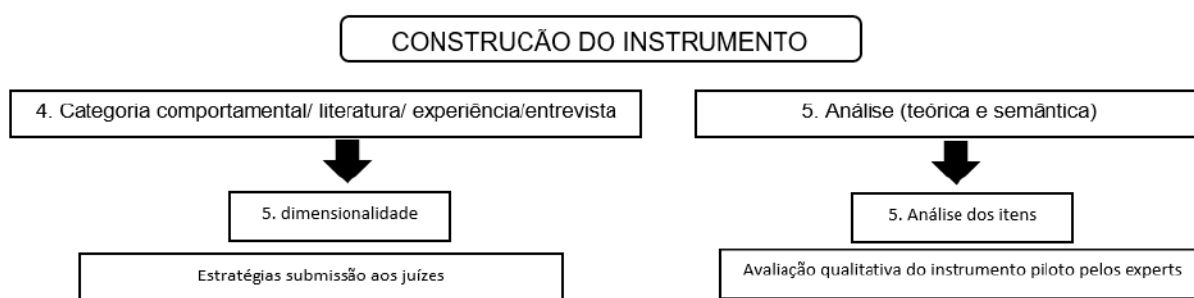 CONSTRUCÃO DO INSTRUMENTO
4. Categoria comportamental/ literatura/ experiência/entrevista
5. Análise (teórica e semântica)
5. dimensionalidade
5. Análise dos itens
Estratégias submissão aos juízes
Avaliação qualitativa do instrumento piloto pelos experts